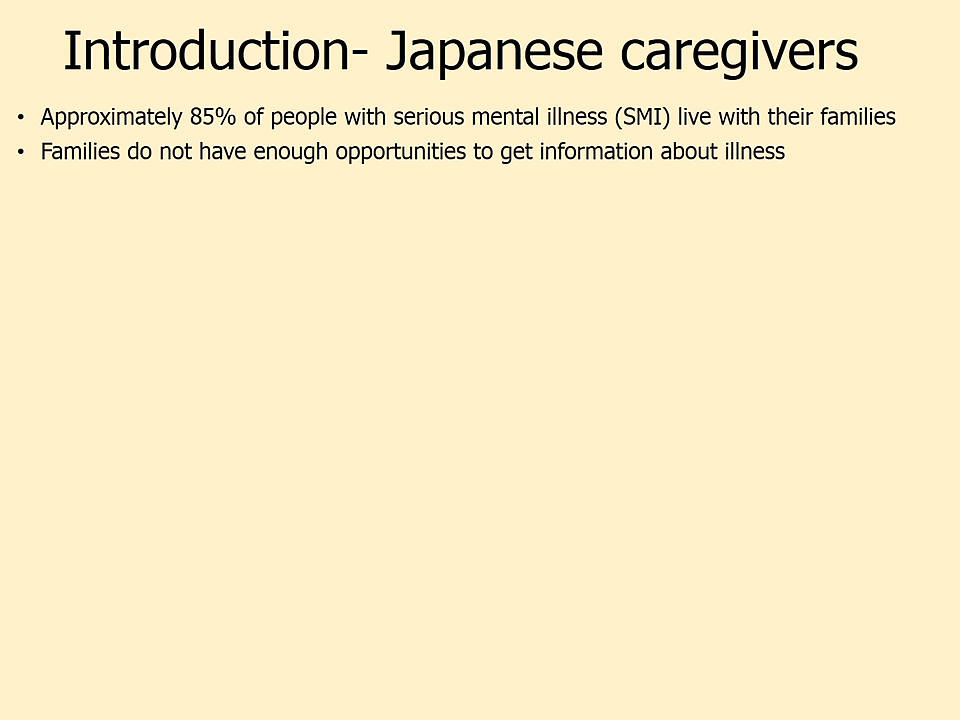 Introduction- Japanese caregivers
• Approximately 85% of people with serious mental illness (SMI) live with their families
• Families do not have enough opportunities to get information about illness